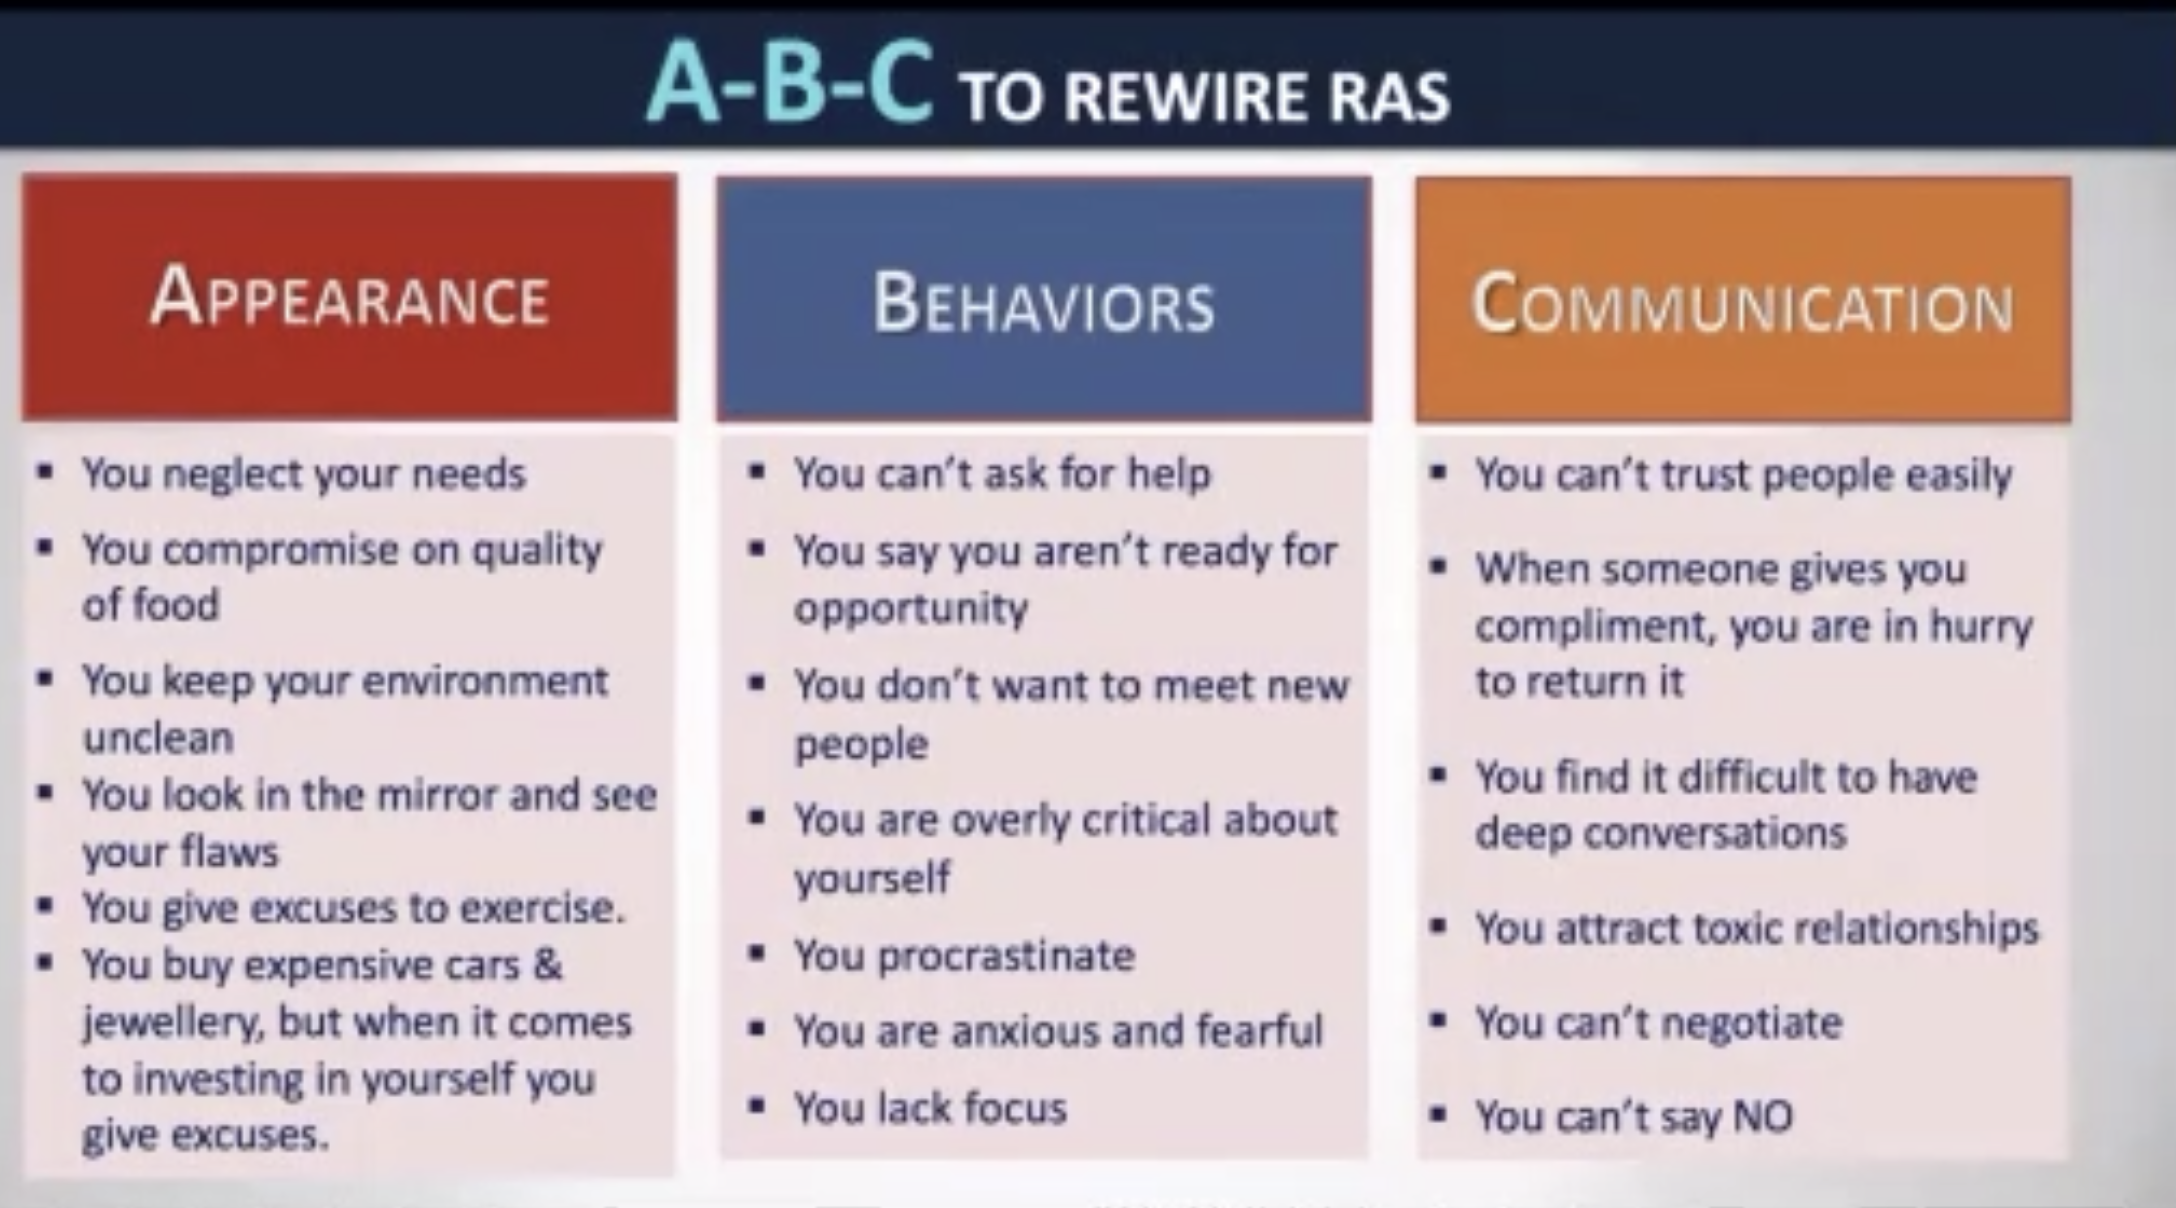 A-B-C TO REWIRE RAS
APPEARANCE
▪ You neglect your needs
▪ You compromise on quality
of food
▪ You keep your environment
unclean
▪ You look in the mirror and see
your flaws
▪ You give excuses to exercise.
▪ You buy expensive cars &
jewellery, but when it comes
to investing in yourself you
give excuses.
BEHAVIORS
▪ You can't ask for help
▪ You say you aren't ready for
opportunity
▪ You don't want to meet new
people
▪ You are overly critical about
yourself
▪ You procrastinate
▪ You are anxious and fearful
▪ You lack focus
COMMUNICATION
▪ You can't trust people easily
▪ When someone gives you
compliment, you are in hurry
to return it
▪ You find it difficult to have
deep conversations
▪ You attract toxic relationships
▪ You can't negotiate
▪ You can't say NO